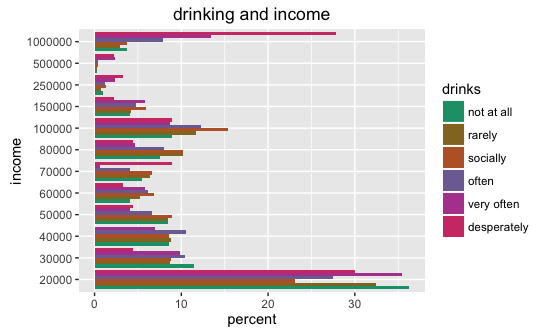 drinking and income
1000000
500000
250000
150000
100000
80000
70000
60000
50000
40000
30000
20000
income
0
10
20
30
percent
drinks
not at all
rarely
socially
often
very often
desperately